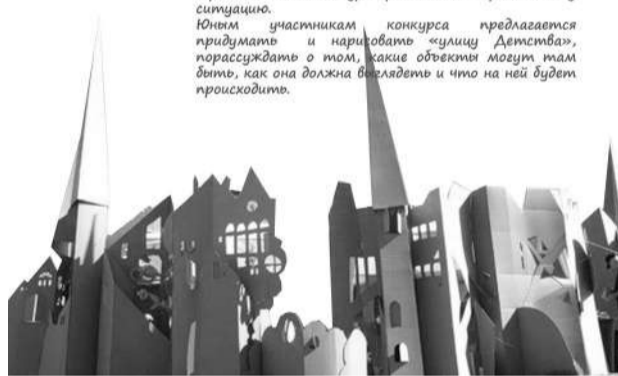 ситуацию.
Юным участникам конкурса предлагается
придумать и нарисовать «улицу Детства»,
порассуждать о том, какие объекты могут там
быть, как она должна выглядеть и что на ней будет
происходить.